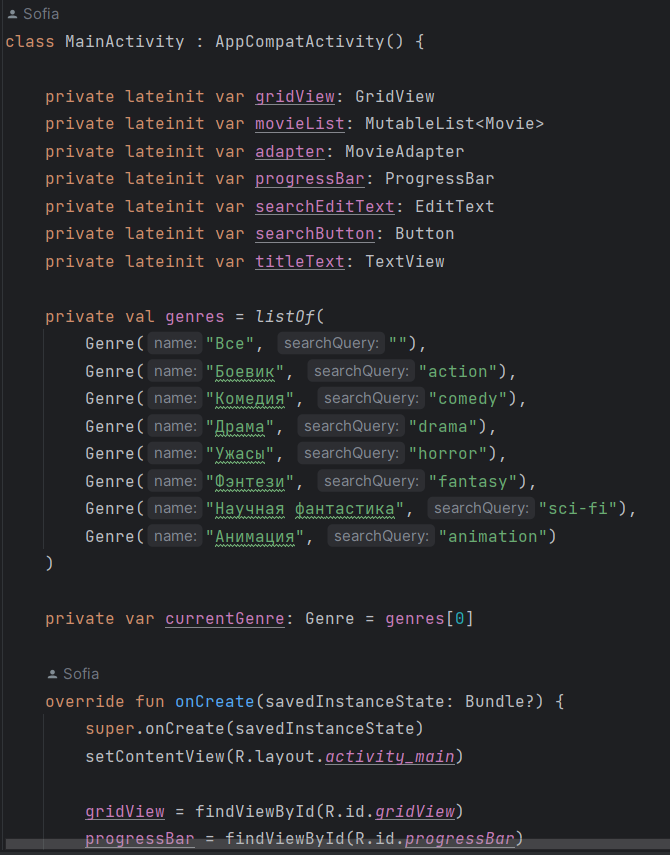 Sofia
class MainActivity : AppCompatActivity() {
private lateinit var gridView: GridView
private lateinit var movieList: MutableList<Movie>
private lateinit var adapter: MovieAdapter
private lateinit var progressBar: ProgressBar
private lateinit var searchEditText: EditText
private lateinit var searchButton: Button
private lateinit var titleText: TextView
private val genres = listOf(
Genre( name: "Все", searchQuery: ""),
Genre( name: "Боевик", searchQuery: "action"),
Genre( name: "Комедия", searchQuery: "comedy"),
Genre( name: "Драма", searchQuery: "drama"),
Genre( name: "Ужасы", searchQuery: "horror"),
Genre( name: "Фэнтези", searchQuery: "fantasy"),
Genre( name: "Научная фантастика", searchQuery: "sci-fi"),
Genre( name: "Анимация", searchQuery: "animation")
)
private var currentGenre: Genre = genres[0]
Sofia
override fun onCreate(savedInstanceState: Bundle?) {
super.onCreate(savedInstanceState)
setContentView(R.layout.activity_main)
gridView = findViewById(R.id.gridView)
progressBar = findViewById(R.id.progressBar)